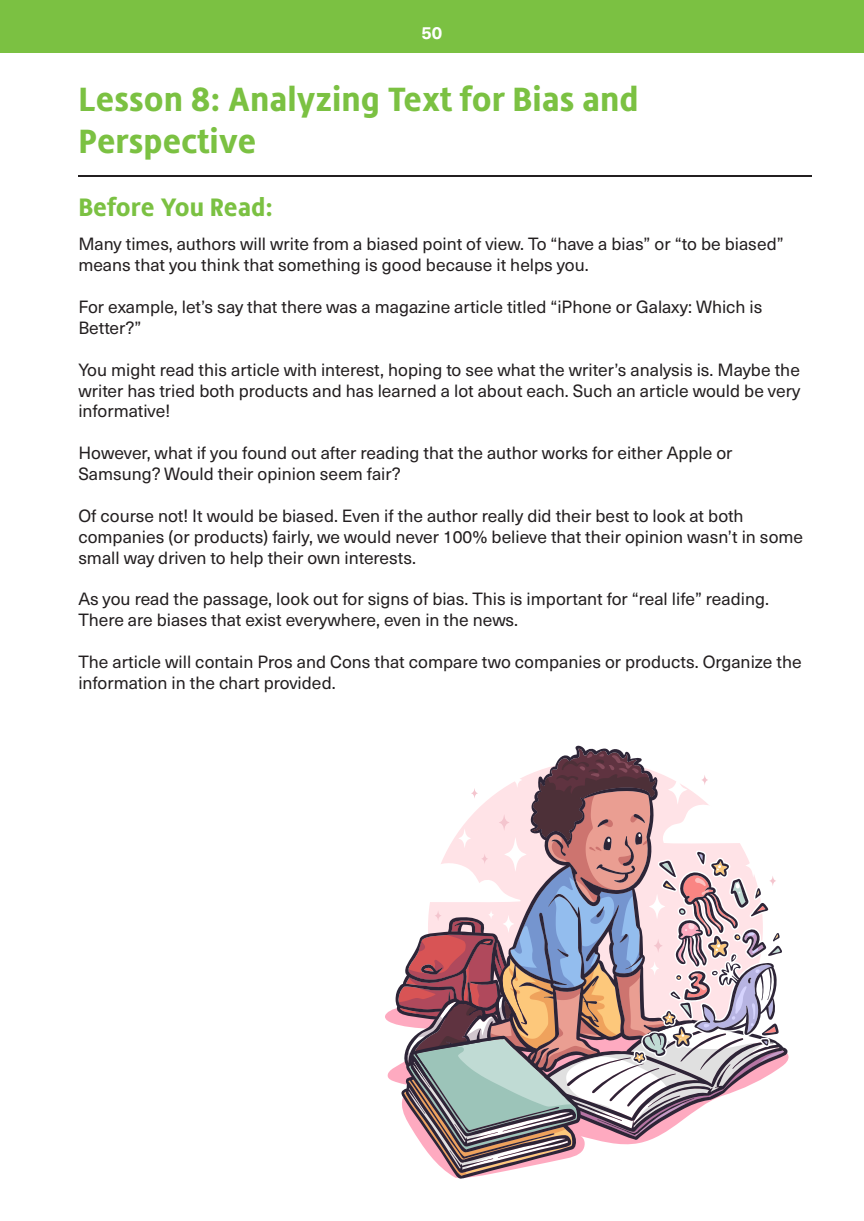 50
Lesson 8: Analyzing Text for Bias and
Perspective
Before You Read:
Many times, authors will write from a biased point of view. To “have a bias” or “to be biased”
means that you think that something is good because it helps you.
For example, let’s say that there was a magazine article titled “iPhone or Galaxy: Which is
Better?”
You might read this article with interest, hoping to see what the writer’s analysis is. Maybe the
writer has tried both products and has learned a lot about each. Such an article would be very
informative!
However, what if you found out after reading that the author works for either Apple or
Samsung? Would their opinion seem fair?
Of course not! It would be biased. Even if the author really did their best to look at both
companies (or products) fairly, we would never 100% believe that their opinion wasn’t in some
small way driven to help their own interests.
As you read the passage, look out for signs of bias. This is important for “real life” reading.
There are biases that exist everywhere, even in the news.
The article will contain Pros and Cons that compare two companies or products. Organize the
information in the chart provided.
1
2
3